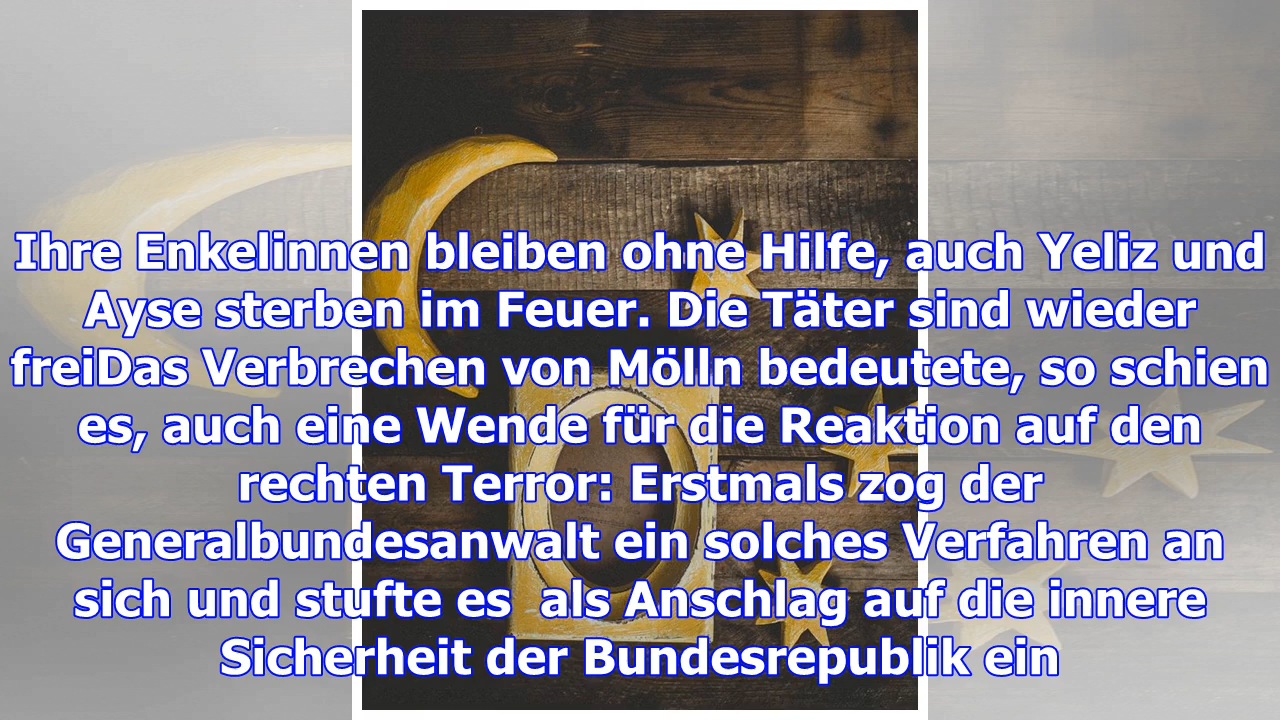 Ihre Enkelinnen bleiben ohne Hilfe, auch Yeliz und
Ayse sterben im Feuer. Die Täter sind wieder
freiDas Verbrechen von Mölln bedeutete, so schien
es, auch eine Wende für die Reaktion auf den
rechten Terror: Erstmals zog der
Generalbundesanwalt ein solches Verfahren an
sich und stufte es  als Anschlag auf die innere
Sicherheit der Bundesrepublik ein